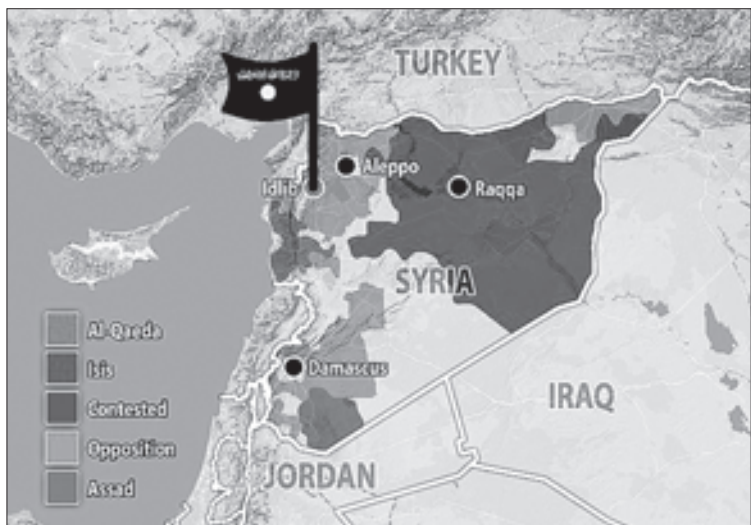 TURKEY
Aleppo
Idlib
Raqqa
SYRIA
Al-Qaeda
Isis
Damascus
Contested
IRAQ
Opposition
Assad
JORDAN